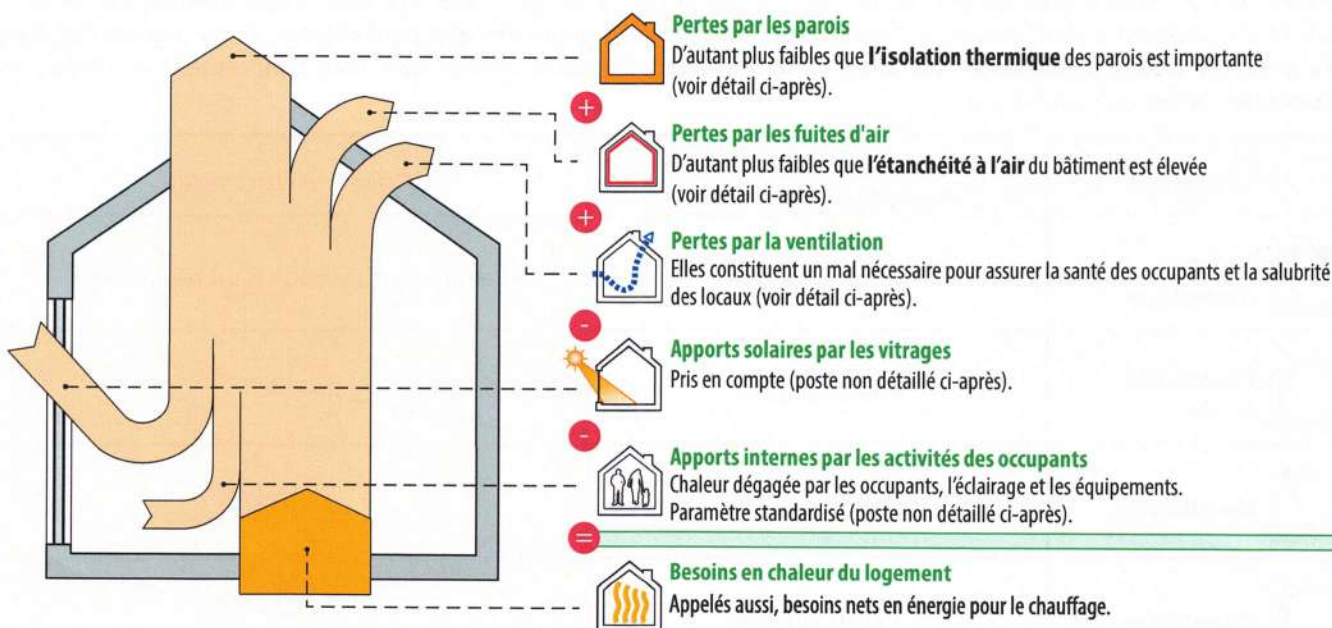 Pertes par les parois
D'autant plus faibles que l'isolation thermique des parois est importante
(voir détail ci-après).
+
Pertes par les fuites d'air
D'autant plus faibles que l'étanchéité à l'air du bâtiment est élevée
(voir détail ci-après).
+
Pertes par la ventilation
Elles constituent un mal nécessaire pour assurer la santé des occupants et la salubrité
des locaux (voir détail ci-après).
-
Apports solaires par les vitrages
Pris en compte (poste non détaillé ci-après).
-
Apports internes par les activités des occupants
Chaleur dégagée par les occupants, l'éclairage et les équipements.
Paramètre standardisé (poste non détaillé ci-après).
=
Besoins en chaleur du logement
Appelés aussi, besoins nets en énergie pour le chauffage.